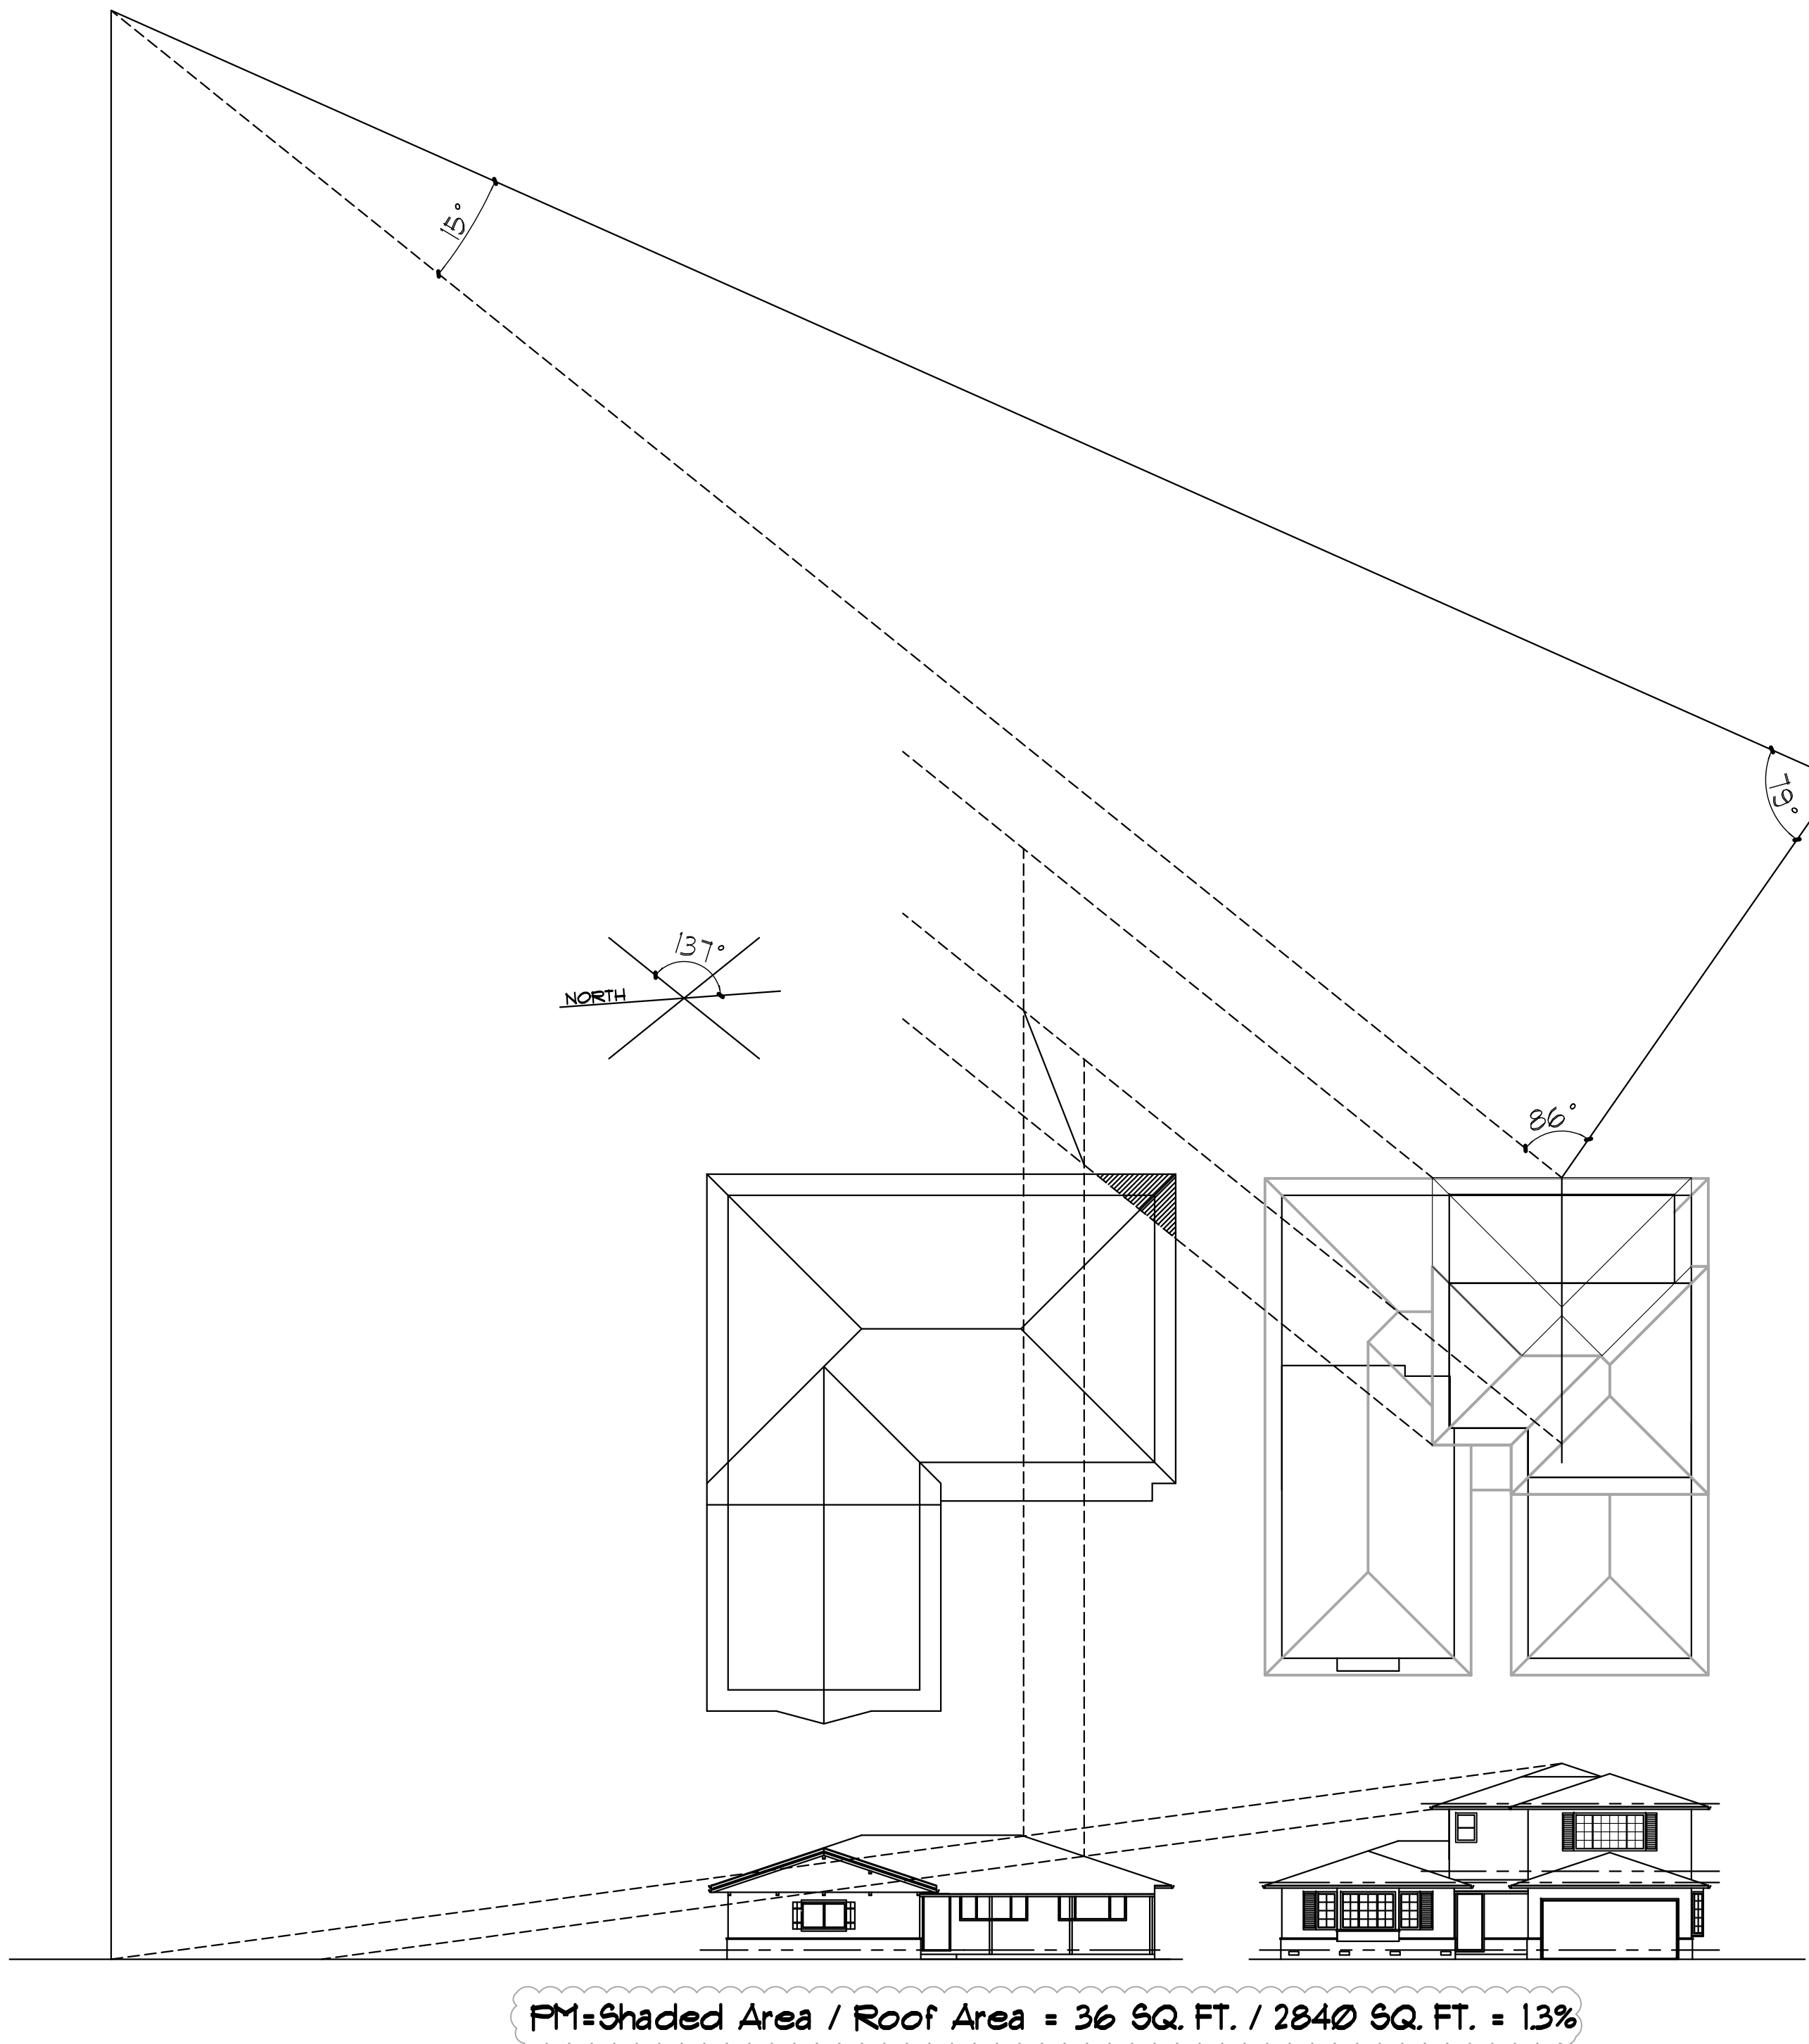 15°
79°
137°
NORTH
86°
PM=Shaded Area / Roof Area = 36 SQ. FT. / 2840 SQ. FT. = 1.3%